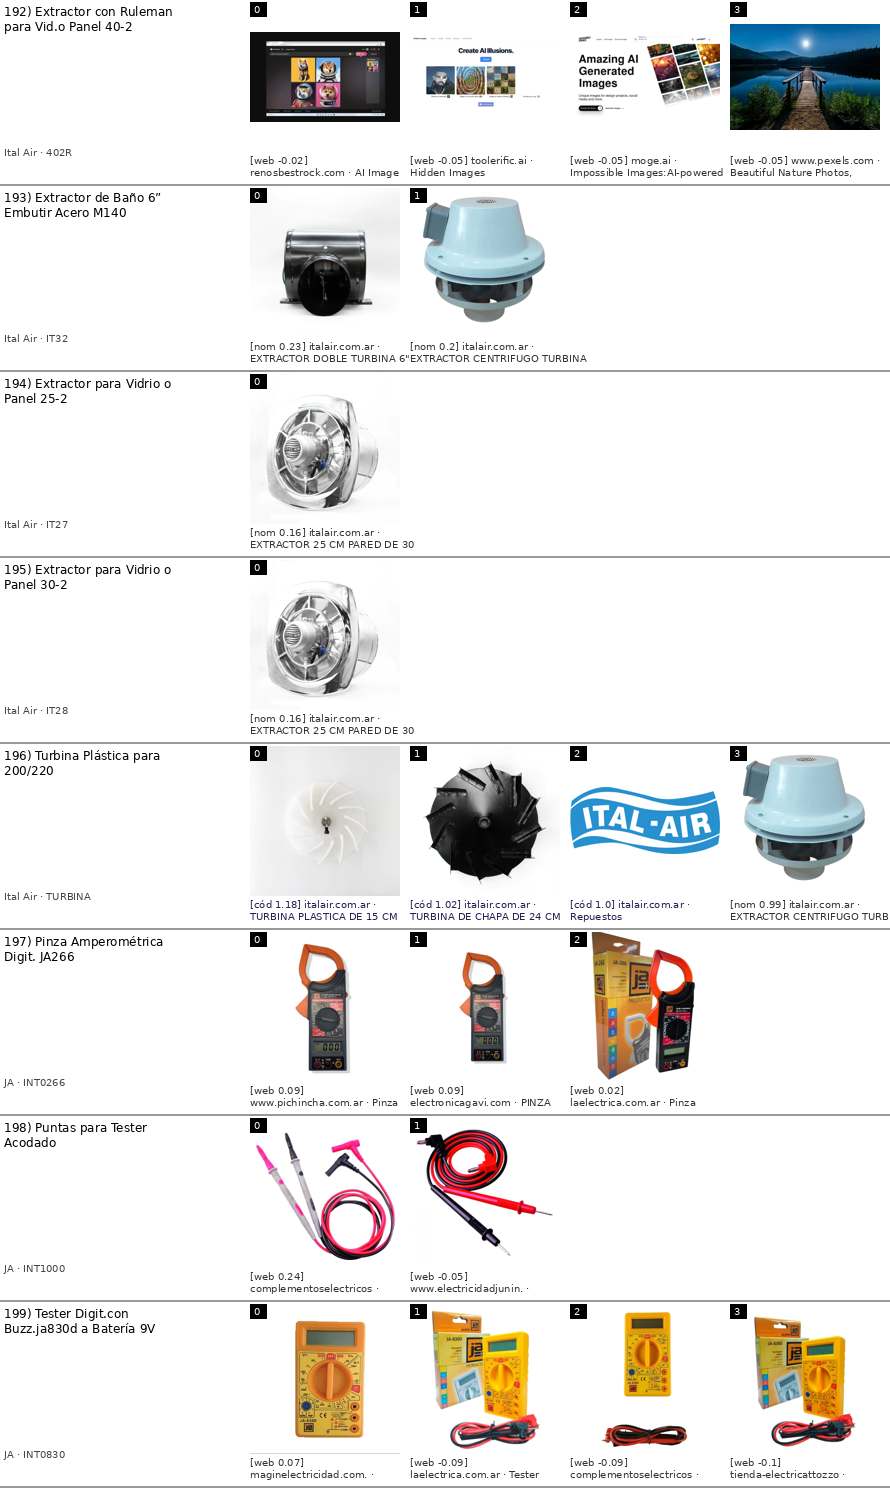 192) Extractor con Ruleman
para Vid.o Panel 40-2
Ital Air · 402R
0
1
2
3
Create AI Illusions.
Amazing AI
Generated
Images
[web -0.02]
renosbestrock.com · AI Image
[web -0.05] toolerific.ai ·
Hidden Images
[web -0.05] moge.ai ·
Impossible Images:AI-powered
[web -0.05] www.pexels.com ·
Beautiful Nature Photos,
193) Extractor de Baño 6”
Embutir Acero M140
Ital Air · IT32
0
1
[nom 0.23] italair.com.ar ·
EXTRACTOR DOBLE TURBINA 6"
[nom 0.2] italair.com.ar ·
EXTRACTOR CENTRIFUGO TURBINA
194) Extractor para Vidrio o
Panel 25-2
Ital Air · IT27
0
[nom 0.16] italair.com.ar ·
EXTRACTOR 25 CM PARED DE 30
195) Extractor para Vidrio o
Panel 30-2
Ital Air · IT28
0
[nom 0.16] italair.com.ar ·
EXTRACTOR 25 CM PARED DE 30
196) Turbina Plástica para
200/220
Ital Air · TURBINA
0
1
2
3
ITAL-AIR
[cód 1.18] italair.com.ar ·
TURBINA PLASTICA DE 15 CM
[cód 1.02] italair.com.ar ·
TURBINA DE CHAPA DE 24 CM
[cód 1.0] italair.com.ar ·
Repuestos
[nom 0.99] italair.com.ar ·
EXTRACTOR CENTRIFUGO TURB
197) Pinza Amperométrica
Digit. JA266
JA · INT0266
0
1
2
ja
[web 0.09]
www.pichincha.com.ar · Pinza
[web 0.09]
electronicagavi.com · PINZA
[web 0.02]
laelectrica.com.ar · Pinza
198) Puntas para Tester
Acodado
JA · INT1000
0
1
[web 0.24]
complementoselectricos ·
[web -0.05]
www.electricidadjunin. ·
199) Tester Digit.con
Buzz.ja830d a Batería 9V
JA · INT0830
0
1
2
3
ja
ja
[web 0.07]
maginelectricidad.com. ·
[web -0.09]
laelectrica.com.ar · Tester
[web -0.09]
complementoselectricos ·
[web -0.1]
tienda-electricattozzo ·